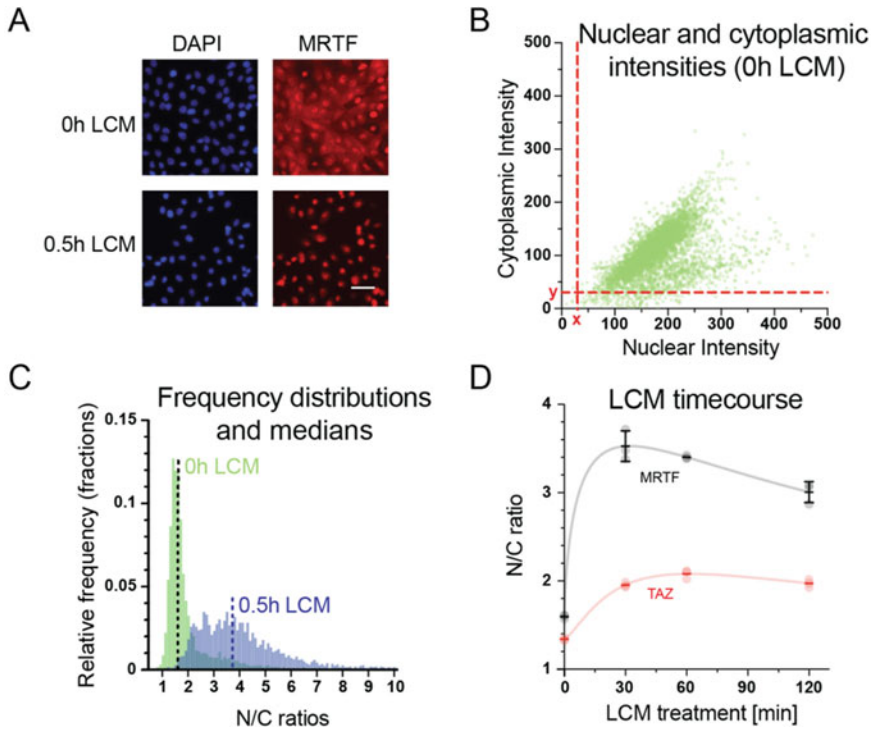 A
DAPI
MRTF
0h LCM
0.5h LCM
B
Nuclear and cytoplasmic
intensities (0h LCM)
Cytoplasmic Intensity
500
400
300
200
100
0
y
x
0
100
200
300
400
500
Nuclear Intensity
C
Frequency distributions
and medians
Relative frequency (fractions)
0.15
0.1
0.05
0
0h LCM
0.5h LCM
1 2 3 4 5 6 7 8 9 10
N/C ratios
D
LCM timecourse
N/C ratio
4
3
2
1
MRTF
TAZ
0 30 60 90 120
LCM treatment [min]